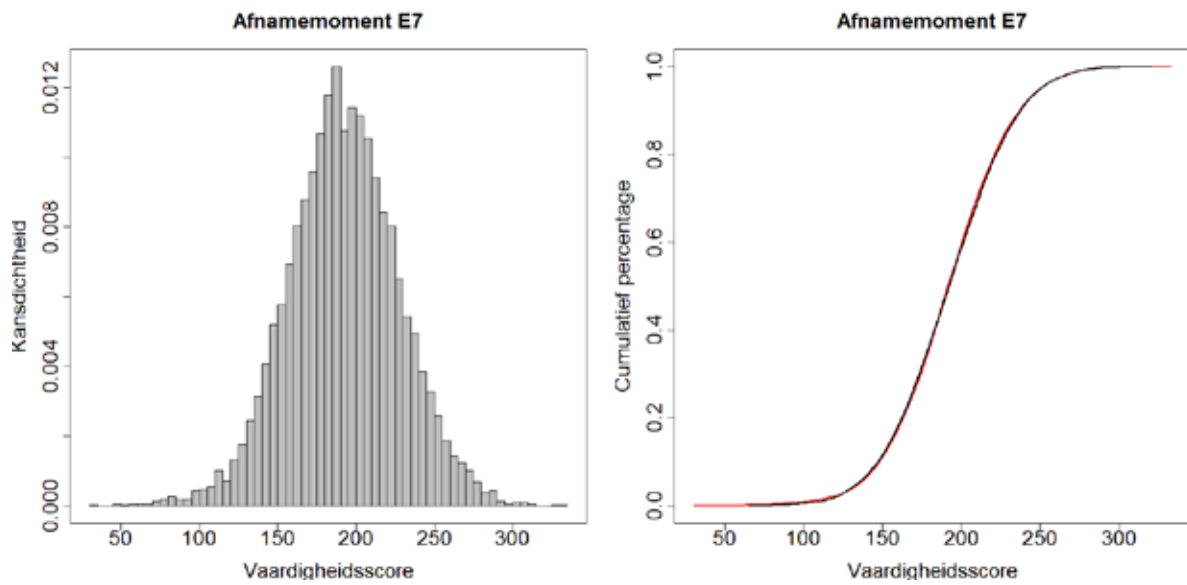 Afnamemoment E7
Kansdichtheid
0.012
0.008
0.004
0.000
50 100 150 200 250 300
Vaardigheidsscore
Afnamemoment E7
Cumulatief percentage
1.0
0.8
0.6
0.4
0.2
0.0
50 100 150 200 250 300
Vaardigheidsscore